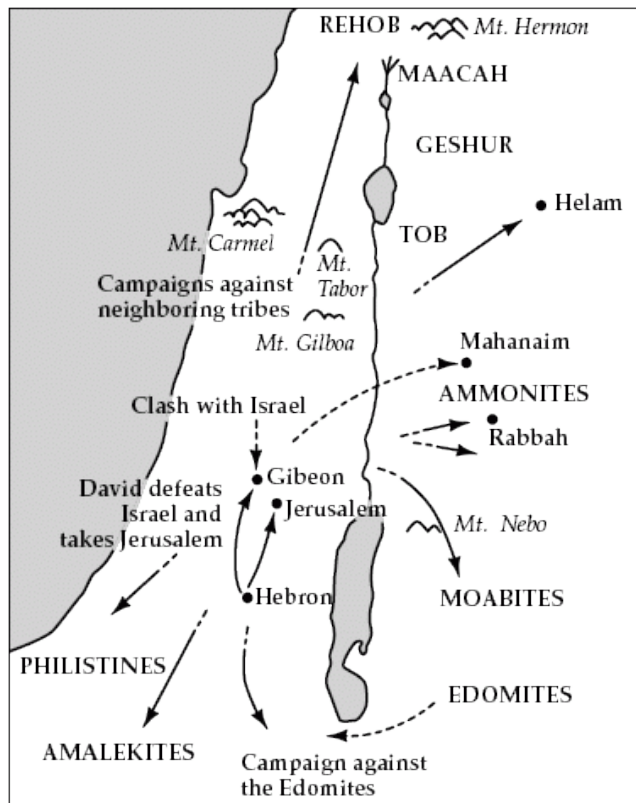 REHOB
Mt. Hermon
MAACAH
GESHUR
Helam
TOB
Mt. Carmel
Mt.
Tabor
Campaigns against
neighboring tribes
Mt. Gilboa
Mahanaim
AMMONITES
Clash with Israel
Rabbah
Gibeon
David defeats
Israel and
takes Jerusalem
Jerusalem
Mt. Nebo
Hebron
MOABITES
PHILISTINES
EDOMITES
AMALEKITES
Campaign against
the Edomites